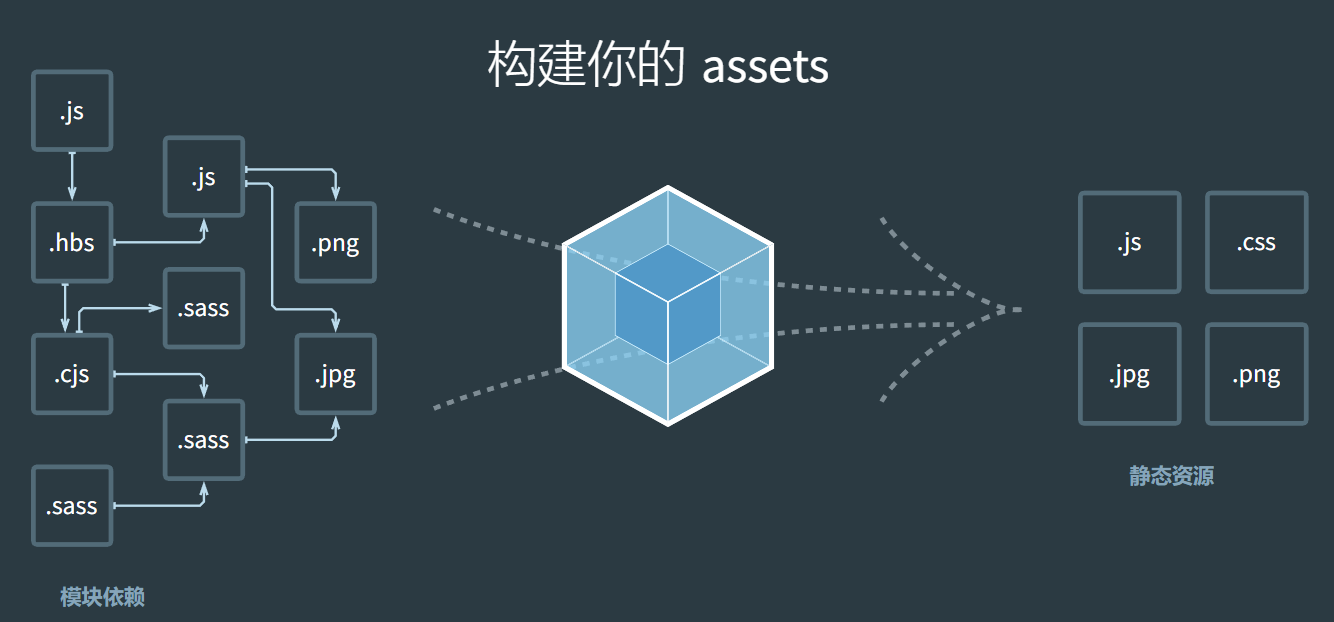 构建你的 assets
.js
.js
.hbs
.png
.sass
.cjs
.jpg
.sass
.sass
模块依赖
.js
.css
.jpg
.png
静态资源